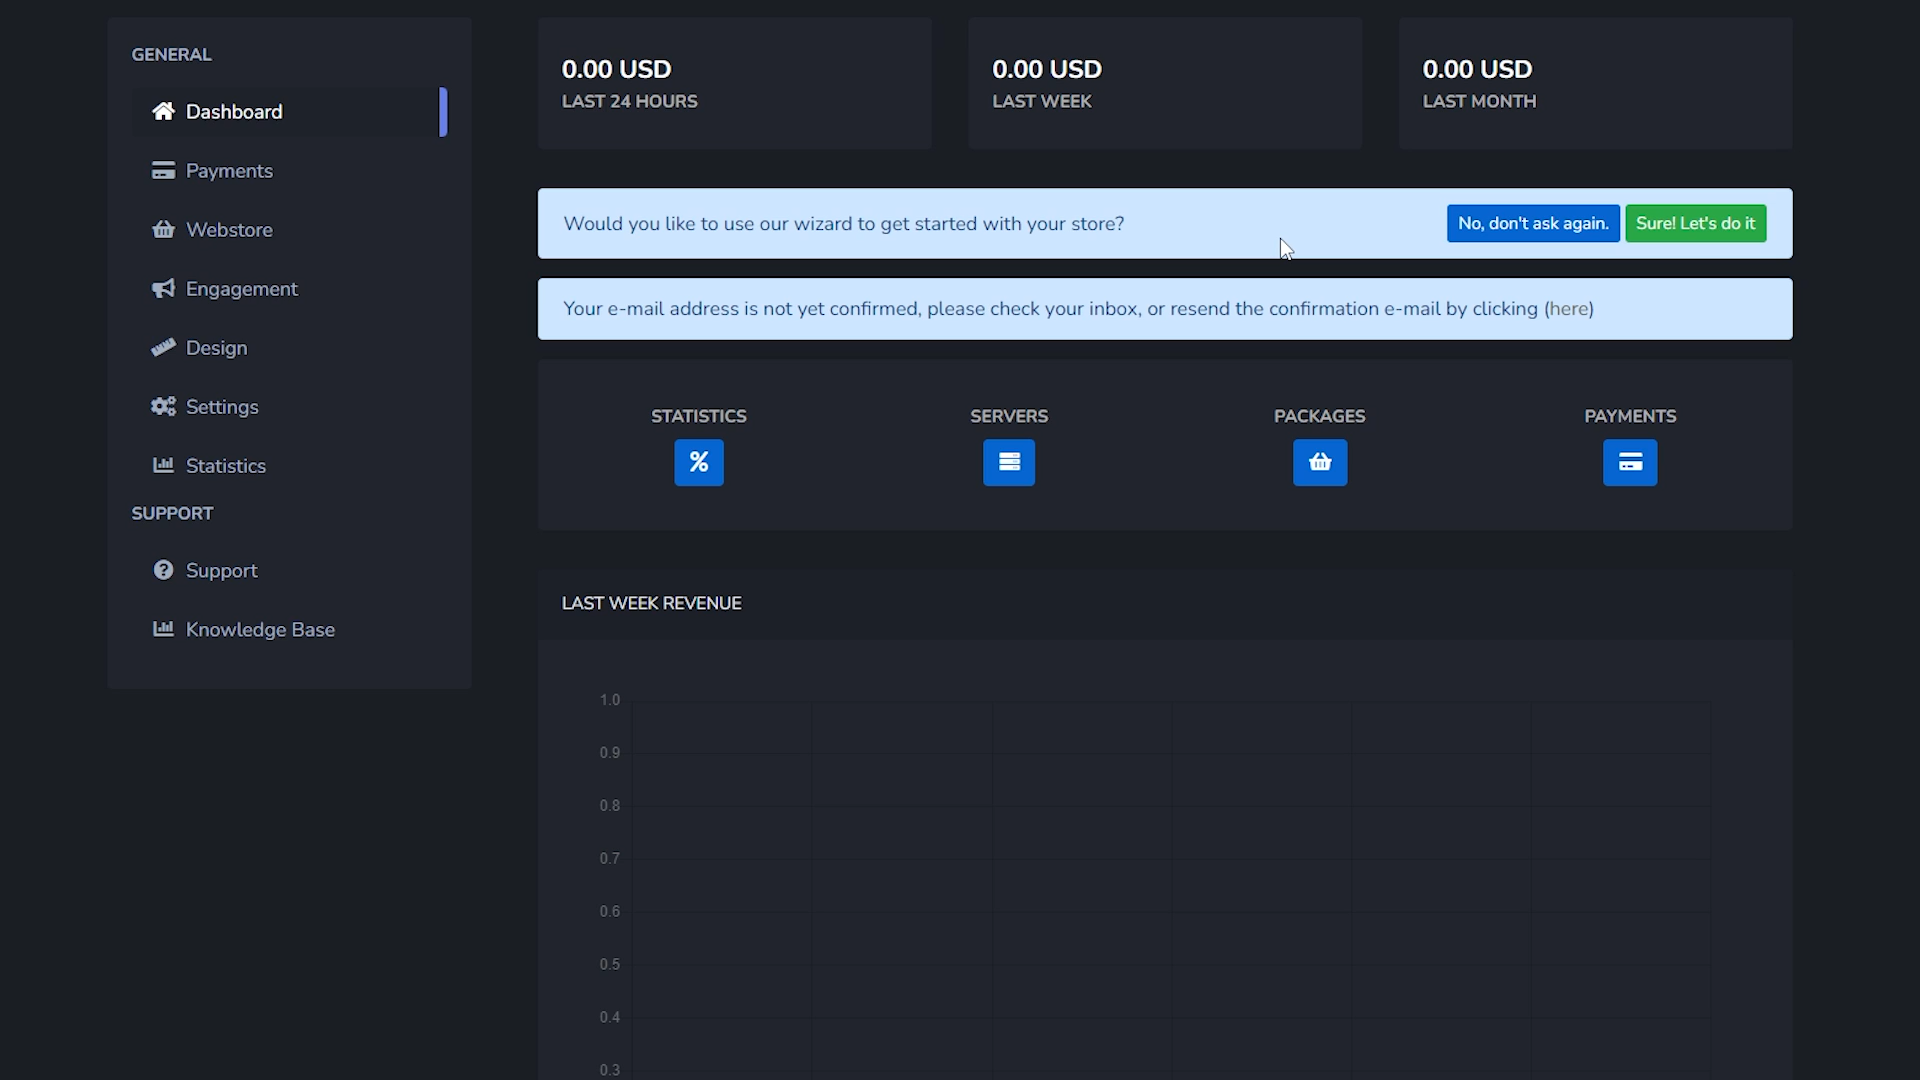 GENERAL
Dashboard
Payments
Webstore
Engagement
Design
Settings
Statistics
SUPPORT
Support
Knowledge Base
0.00 USD
LAST 24 HOURS
0.00 USD
LAST WEEK
0.00 USD
LAST MONTH
Would you like to use our wizard to get started with your store?
No, don't ask again.
Sure! Let's do it
Your e-mail address is not yet confirmed, please check your inbox, or resend the confirmation e-mail by clicking (here)
STATISTICS
SERVERS
PACKAGES
PAYMENTS
LAST WEEK REVENUE
1.0
0.9
0.8
0.7
0.6
0.5
0.4
0.3